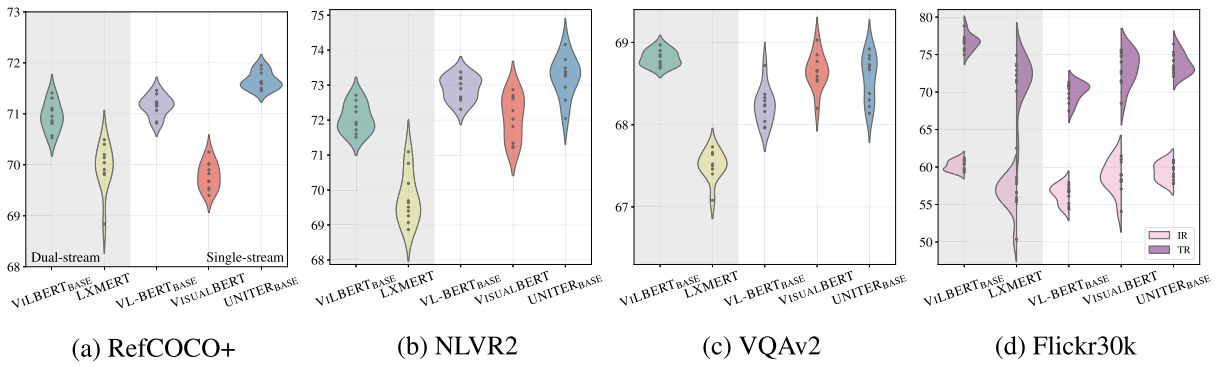 73
72
71
70
69
68
Dual-stream
Single-stream
VILBERTBASE
LXMERT
VL-BERTBASE
VISUALBERT
UNITERBASE
(a) RefCOCO+
75
74
73
72
71
70
69
68
VILBERTBASE
LXMERT
VL-BERTBASE
VISUALBERT
UNITERBASE
(b) NLVR2
69
68
67
VILBERTBASE
LXMERT
VL-BERTBASE
VISUALBERT
UNITERBASE
(c) VQAv2
80
75
70
65
60
55
50
IR
TR
VILBERTBASE
LXMERT
VL-BERTBASE
VISUALBERT
UNITERBASE
(d) Flickr30k